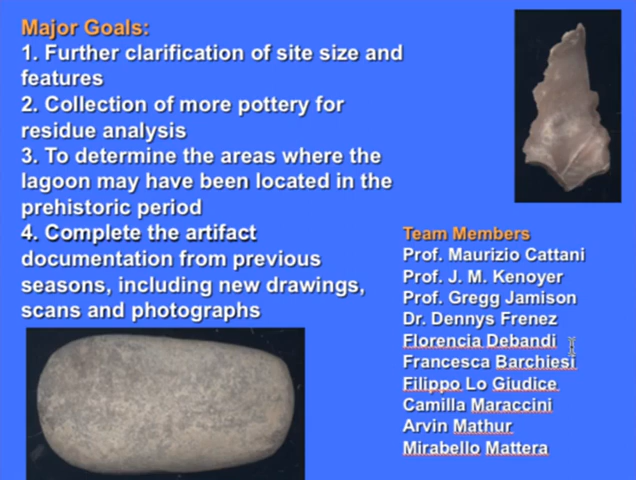 Major Goals:
1. Further clarification of site size and
features
2. Collection of more pottery for
residue analysis
3. To determine the areas where the
lagoon may have been located in the
prehistoric period
4. Complete the artifact
documentation from previous
seasons, including new drawings,
scans and photographs
Team Members
Prof. Maurizio Cattani
Prof. J. M. Kenoyer
Prof. Gregg Jamison
Dr. Dennys Frenez
Florencia Debandi
Francesca Barchiesi
Filippo Lo Giudice
Camilla Maraccini
Arvin Mathur
Mirabello Mattera